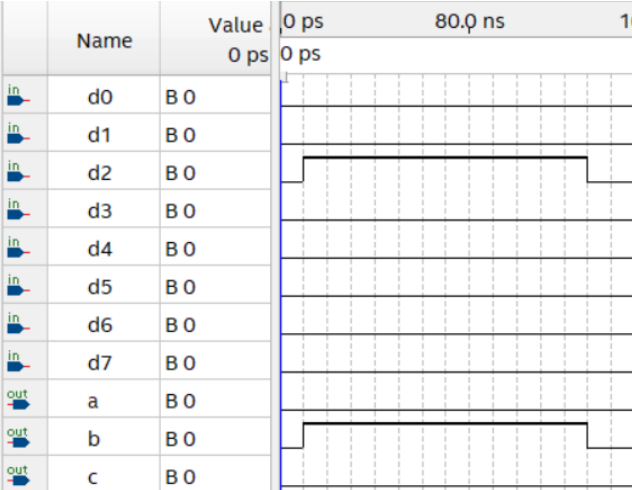 Name Value 0 ps 80.0 ns
0 ps 0 ps
in d0 B 0
in d1 B 0
in d2 B 0
in d3 B 0
in d4 B 0
in d5 B 0
in d6 B 0
in d7 B 0
out a B 0
out b B 0
out c B 0